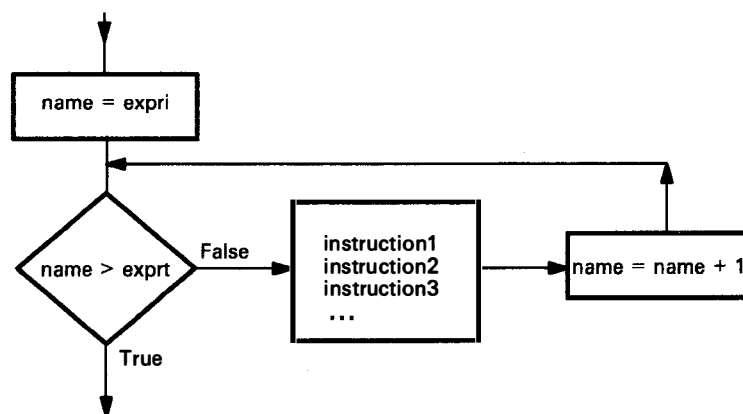 name = expri
name > exprt
False
instruction1
instruction2
instruction3
...
name = name + 1
True